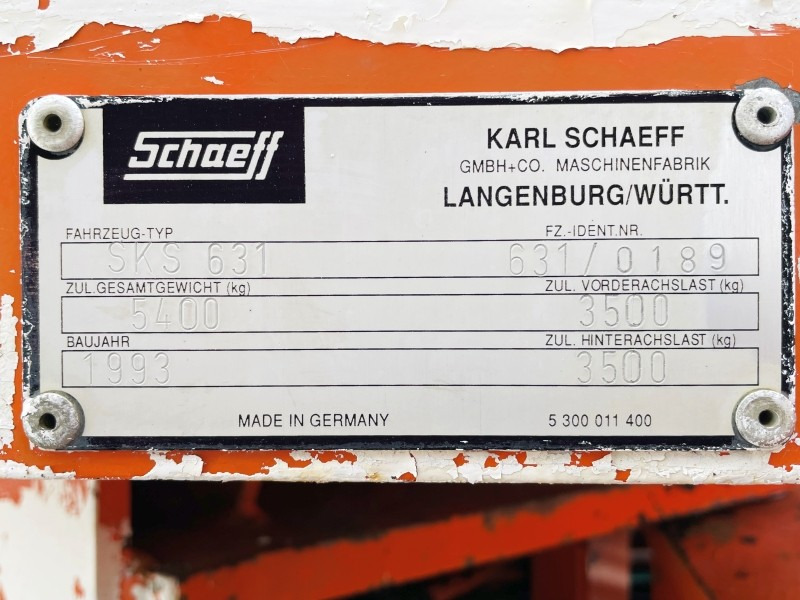 Schaeff
KARL SCHAEFF
GMBH+CO. MASCHINENFABRIK
LANGENBURG/WÜRTT.
FAHRZEUG-TYP FZ.-IDENT.NR.
SKS 631 631/0189
ZUL.GESAMTGEWICHT (kg) ZUL. VORDERACHSLAST (kg)
5400 3500
BAUJAHR ZUL. HINTERACHSLAST (kg)
1993 3500
MADE IN GERMANY 5 300 011 400